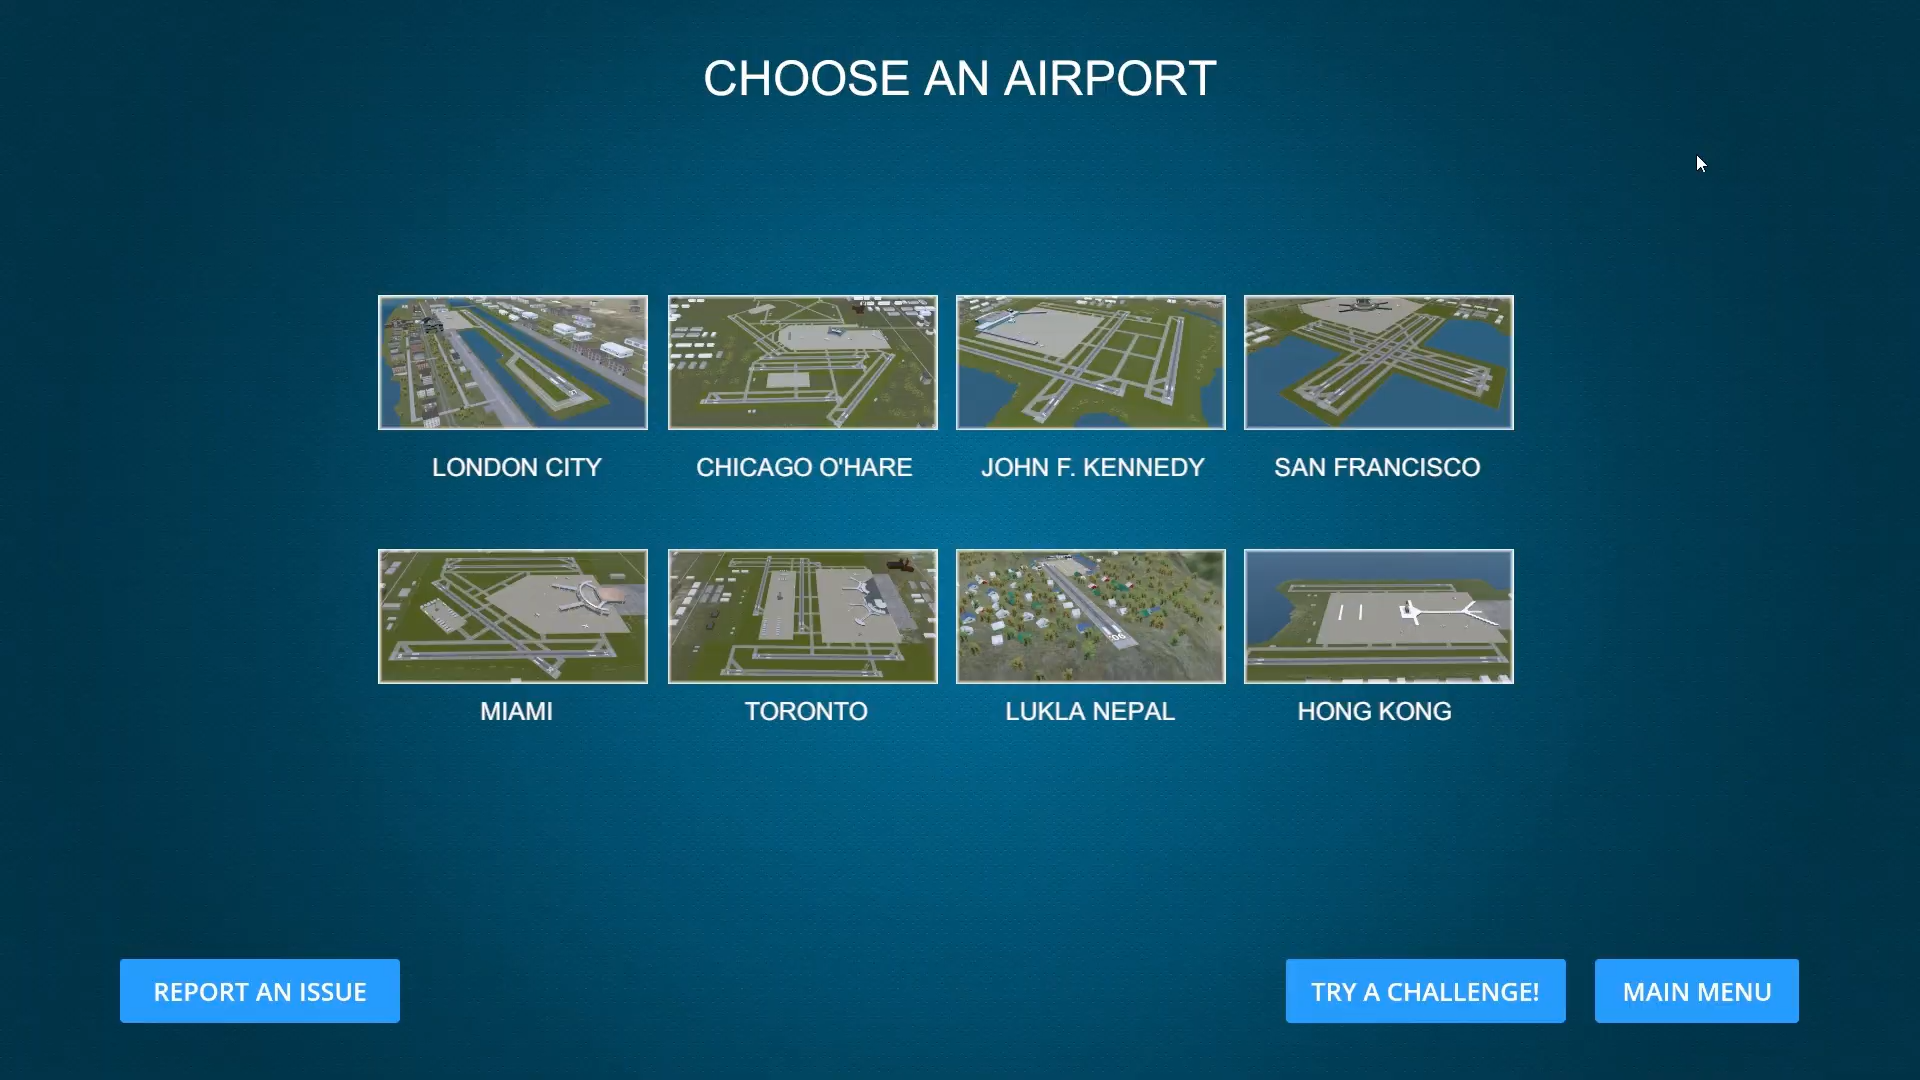 CHOOSE AN AIRPORT
LONDON CITY
CHICAGO O'HARE
JOHN F. KENNEDY
SAN FRANCISCO
06
MIAMI
TORONTO
LUKLA NEPAL
HONG KONG
REPORT AN ISSUE
TRY A CHALLENGE!
MAIN MENU